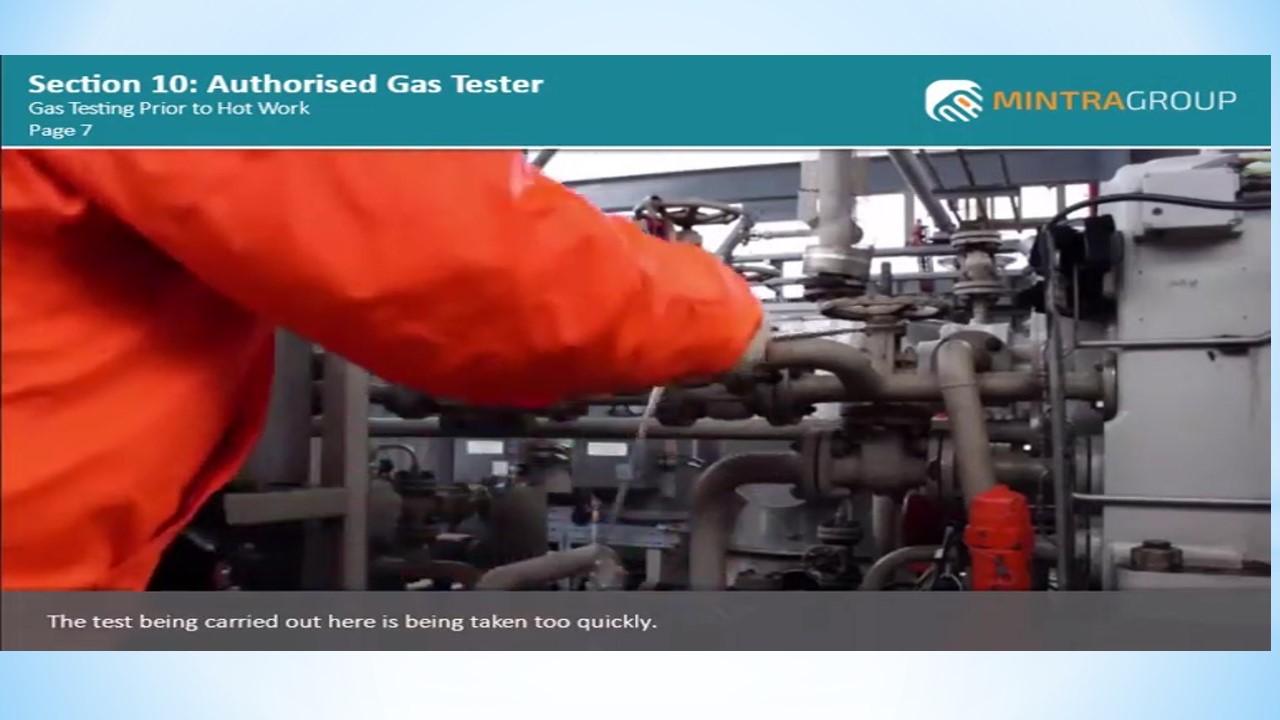 Section 10: Authorised Gas Tester
Gas Testing Prior to Hot Work
Page 7
MINTRAGROUP
The test being carried out here is being taken too quickly.